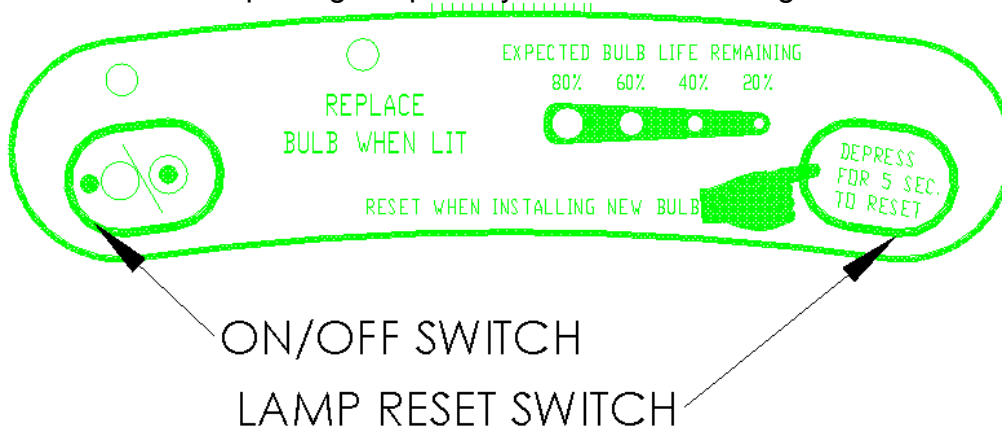 EXPECTED BULB LIFE REMAINING
80% 60% 40% 20%
REPLACE
BULB WHEN LIT
DEPRESS
FOR 5 SEC.
TO RESET
RESET WHEN INSTALLING NEW BULB
ON/OFF SWITCH
LAMP RESET SWITCH